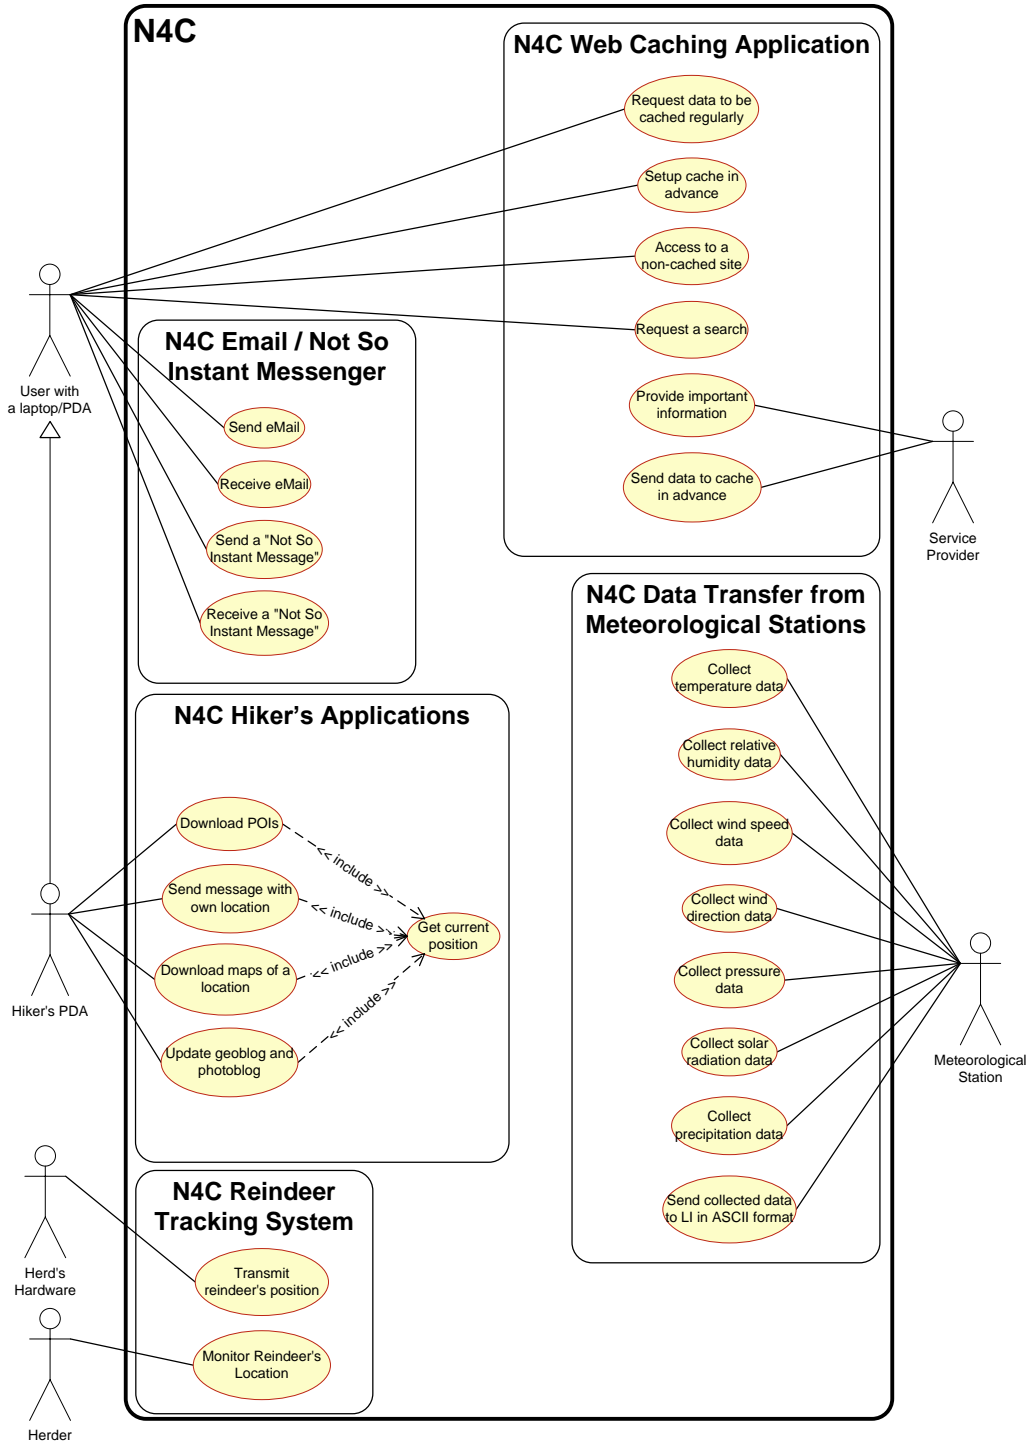 N4C
N4C Web Caching Application
Request data to be
cached regularly
Setup cache in
advance
Access to a
non-cached site
Request a search
Provide important
information
Send data to cache
in advance
User with
a laptop/PDA
Service
Provider
N4C Email / Not So
Instant Messenger
Send eMail
Receive eMail
Send a "Not So
Instant Message"
Receive a "Not So
Instant Message"
N4C Data Transfer from
Meteorological Stations
Collect
temperature data
Collect relative
humidity data
Collect wind speed
data
Collect wind
direction data
Collect pressure
data
Collect solar
radiation data
Collect
precipitation data
Send collected data
to LI in ASCII format
Meteorological
Station
N4C Hiker's Applications
Download POIs
Send message with
own location
Download maps of a
location
Update geoblog and
photoblog
<< include >>
<< include >>
<< include >>
<< include >>
Get current
position
Hiker's PDA
N4C Reindeer
Tracking System
Transmit
reindeer's position
Monitor Reindeer's
Location
Herd's
Hardware
Herder